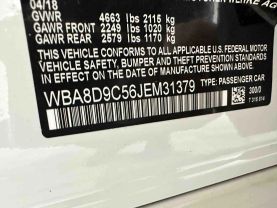 04/18
GVWR 4663 lbs 2115 kg
GAWR FRONT 2249 lbs 1020 kg
GAWR REAR 2579 lbs 1170 kg
THIS VEHICLE CONFORMS TO ALL APPLICABLE U.S. FEDERAL MOTOR
VEHICLE SAFETY, BUMPER, AND THEFT PREVENTION STANDARDS
IN EFFECT ON THE DATE OF MANUFACTURE SHOWN ABOVE.
WBA8D9C56JEM31379
TYPE: PASSENGER CAR
300/0